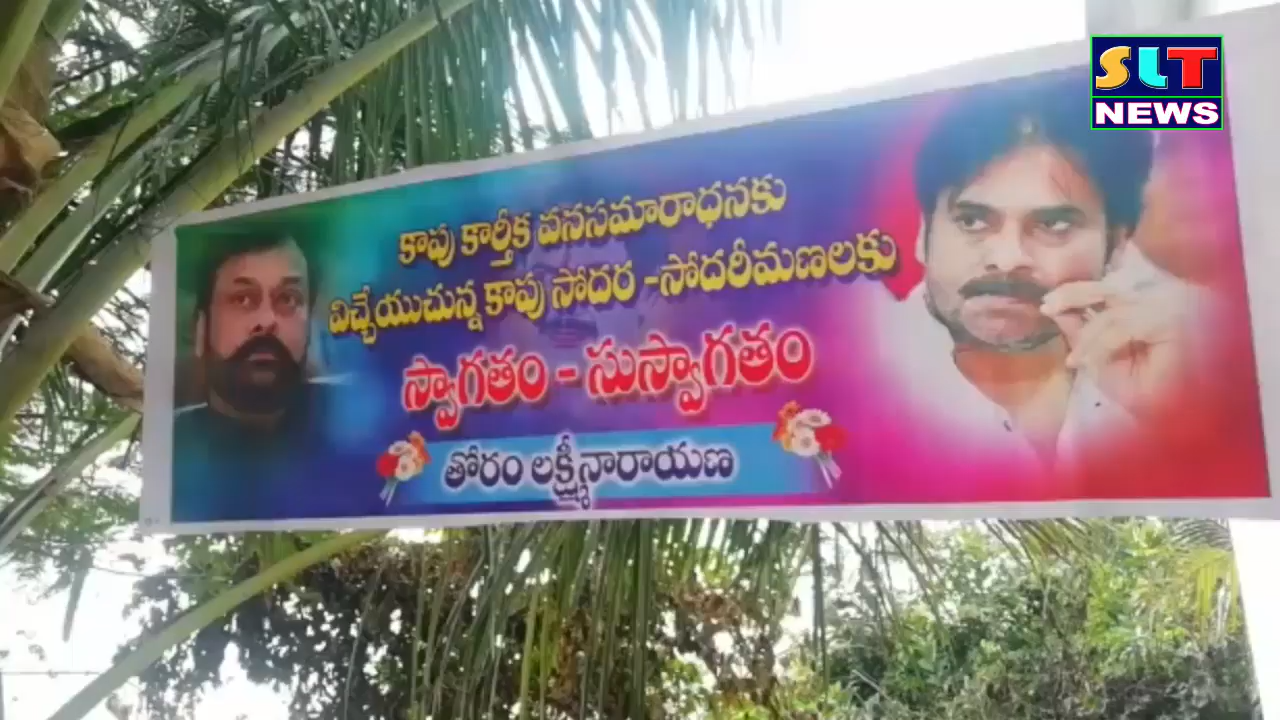 SLT
NEWS
కాపు కార్తీక వనసమారాధనకు
విచ్చేయుచున్న కాపు సోదర -సోదరీమణలకు
స్వాగతం - సుస్వాగతం
తోరం లక్ష్మీనారాయణ